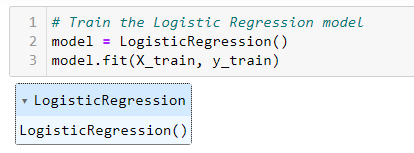 1 # Train the Logistic Regression model
2 model = LogisticRegression()
3 model.fit(X_train, y_train)
▾ LogisticRegression
LogisticRegression()